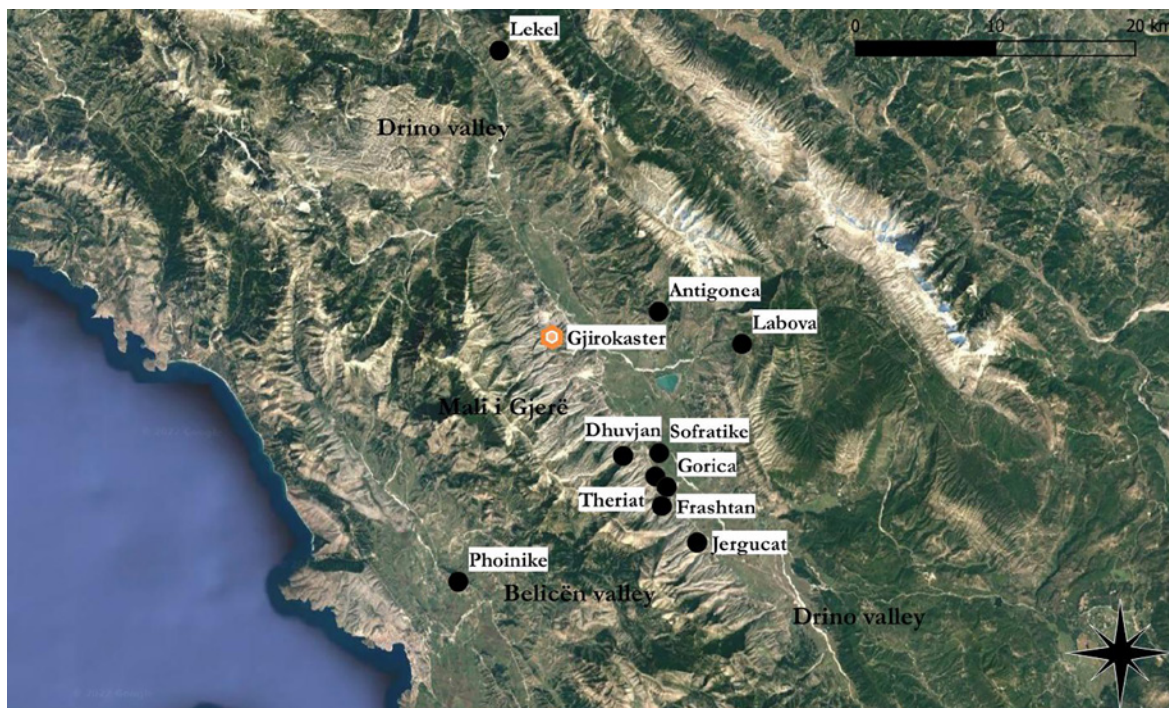 Lekel
0 10 20 km
Drino valley
Antigonea
Labova
Gjirokaster
Mali i Gjerë
Dhuvjan
Sofratike
Gorica
Theriat
Frashtan
Jergucat
Phoinike
Belicën valley
Drino valley